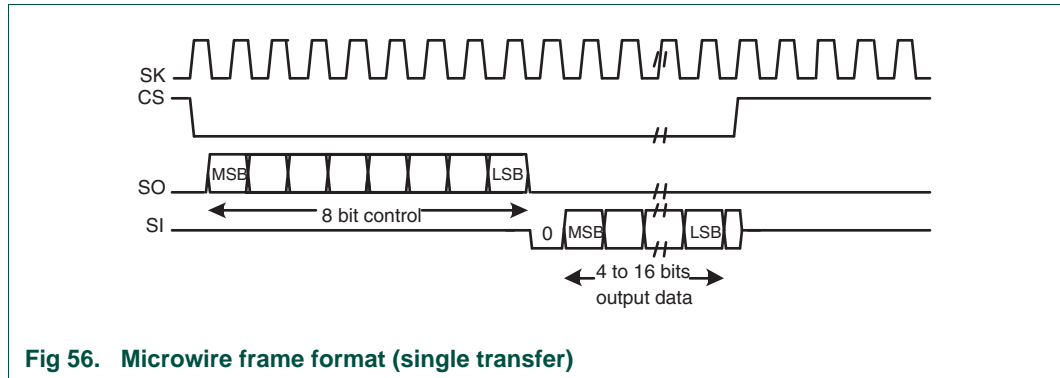 SK
CS
SO
MSB
LSB
8 bit control
SI
0
MSB
LSB
4 to 16 bits
output data
Fig 56. Microwire frame format (single transfer)